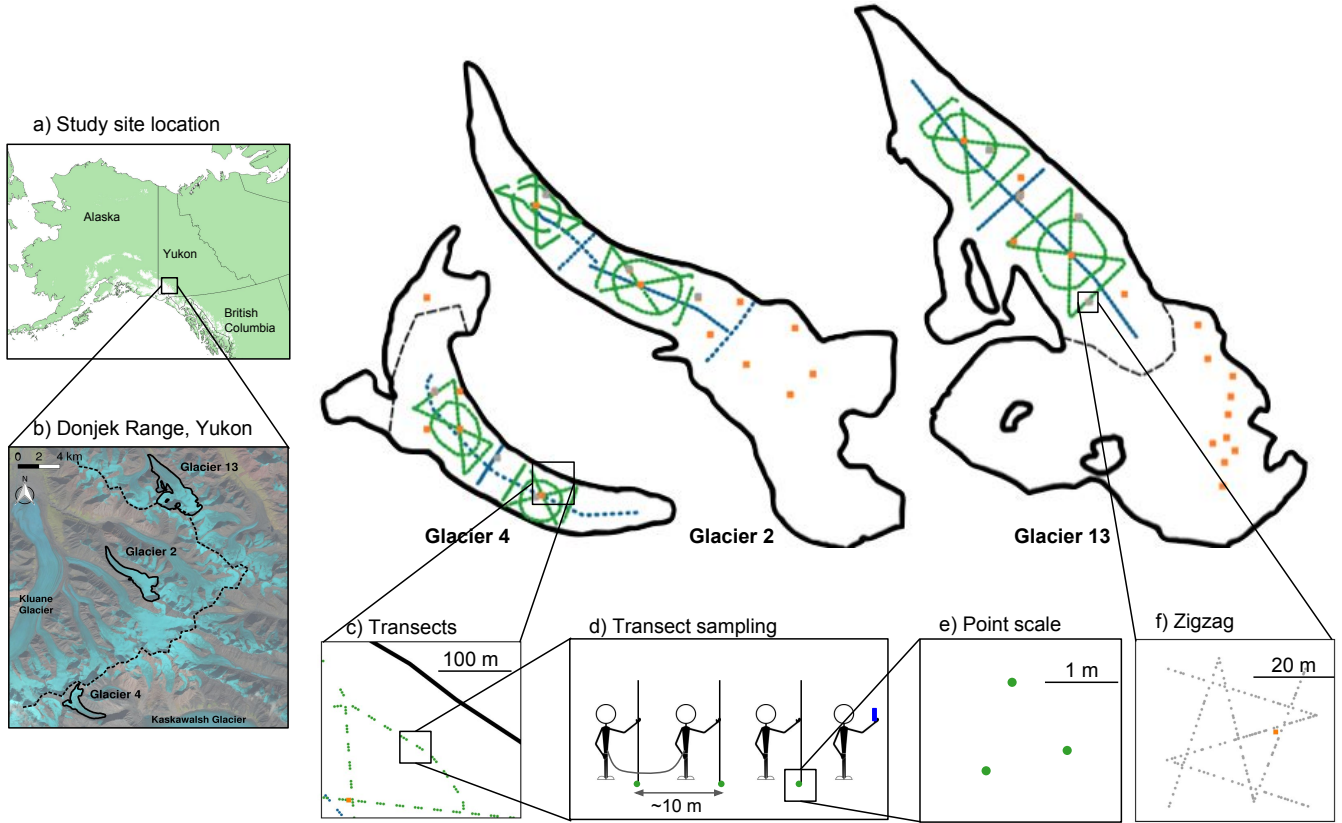 a) Study site location
Alaska
Yukon
British
Columbia
b) Donjek Range, Yukon
0 2 4 km
N
Glacier 13
Glacier 2
Kluane
Glacier
Glacier 4
Kaskawalsh Glacier
Glacier 4
Glacier 2
Glacier 13
c) Transects
100 m
d) Transect sampling
~10 m
e) Point scale
1 m
f) Zigzag
20 m